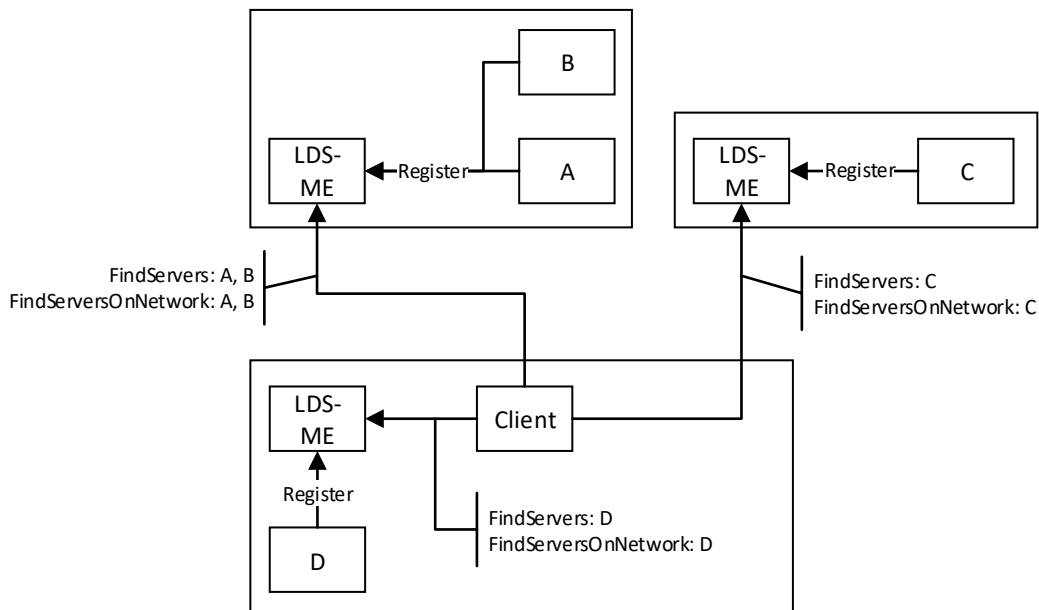 B
LDS-
ME
Register
A
LDS-
ME
Register
C
FindServers: A, B
FindServersOnNetwork: A, B
FindServers: C
FindServersOnNetwork: C
LDS-
ME
Client
Register
D
FindServers: D
FindServersOnNetwork: D